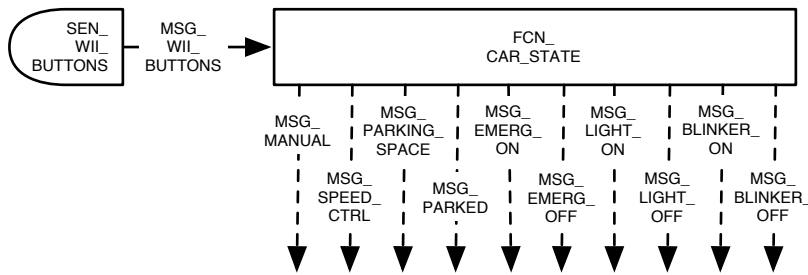 SEN_
WII_
BUTTONS
MSG_
WII_
BUTTONS
FCN_
CAR_STATE
MSG_
MANUAL
MSG_
SPEED_
CTRL
MSG_
PARKING_
SPACE
MSG_
PARKED
MSG_
EMERG_
ON
MSG_
EMERG_
OFF
MSG_
LIGHT_
ON
MSG_
LIGHT_
OFF
MSG_
BLINKER_
ON
MSG_
BLINKER_
OFF